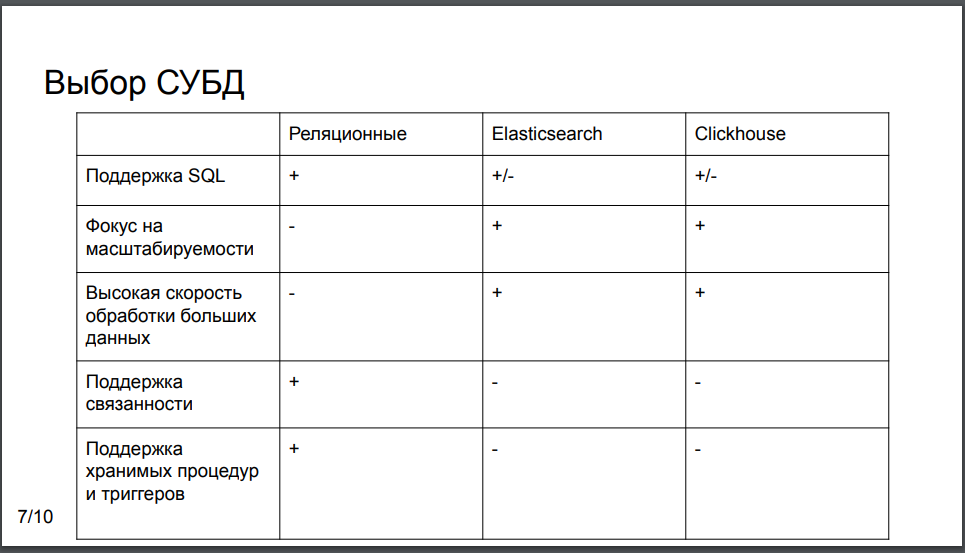 Выбор СУБД
Реляционные Elasticsearch Clickhouse
Поддержка SQL + +/- +/-
Фокус на - + +
масштабируемости
Высокая скорость - + +
обработки больших
данных
Поддержка + - -
связанности
Поддержка + - -
хранимых процедур
и триггеров
7/10